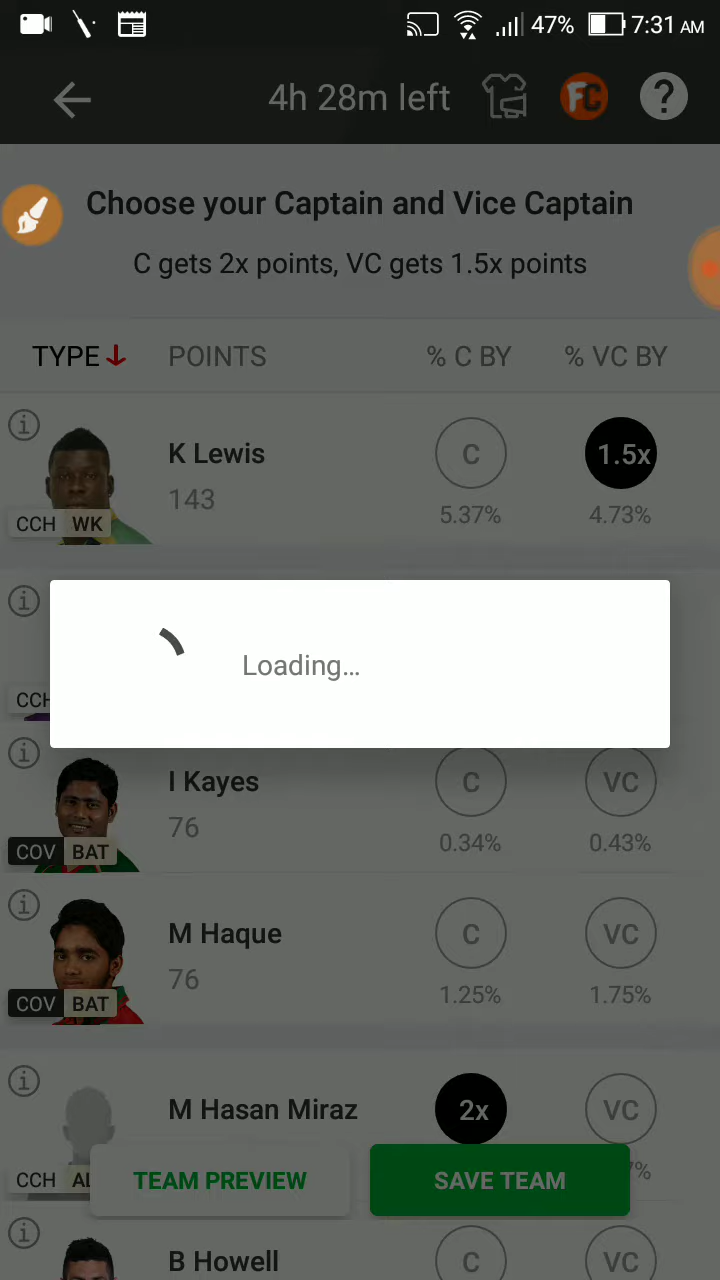 47% 7:31 AM
4h 28m left FC ?
Choose your Captain and Vice Captain
C gets 2x points, VC gets 1.5x points
TYPE POINTS % C BY % VC BY
K Lewis
143
C 1.5x
5.37% 4.73%
CCH WK
Loading...
CCH
I Kayes
76
C VC
0.34% 0.43%
COV BAT
M Haque
76
C VC
1.25% 1.75%
COV BAT
M Hasan Miraz
2x VC
CCH
TEAM PREVIEW SAVE TEAM
B Howell
C VC